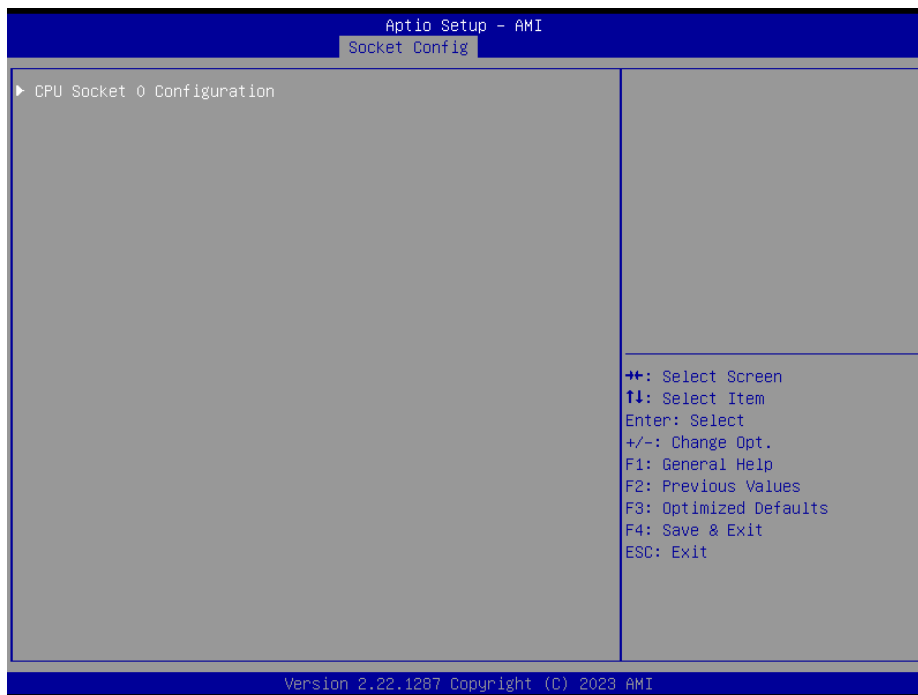 Aptio Setup – AMI
Socket Config
▶ CPU Socket 0 Configuration
→←: Select Screen
↑↓: Select Item
Enter: Select
+/-: Change Opt.
F1: General Help
F2: Previous Values
F3: Optimized Defaults
F4: Save & Exit
ESC: Exit
Version 2.22.1287 Copyright (C) 2023 AMI